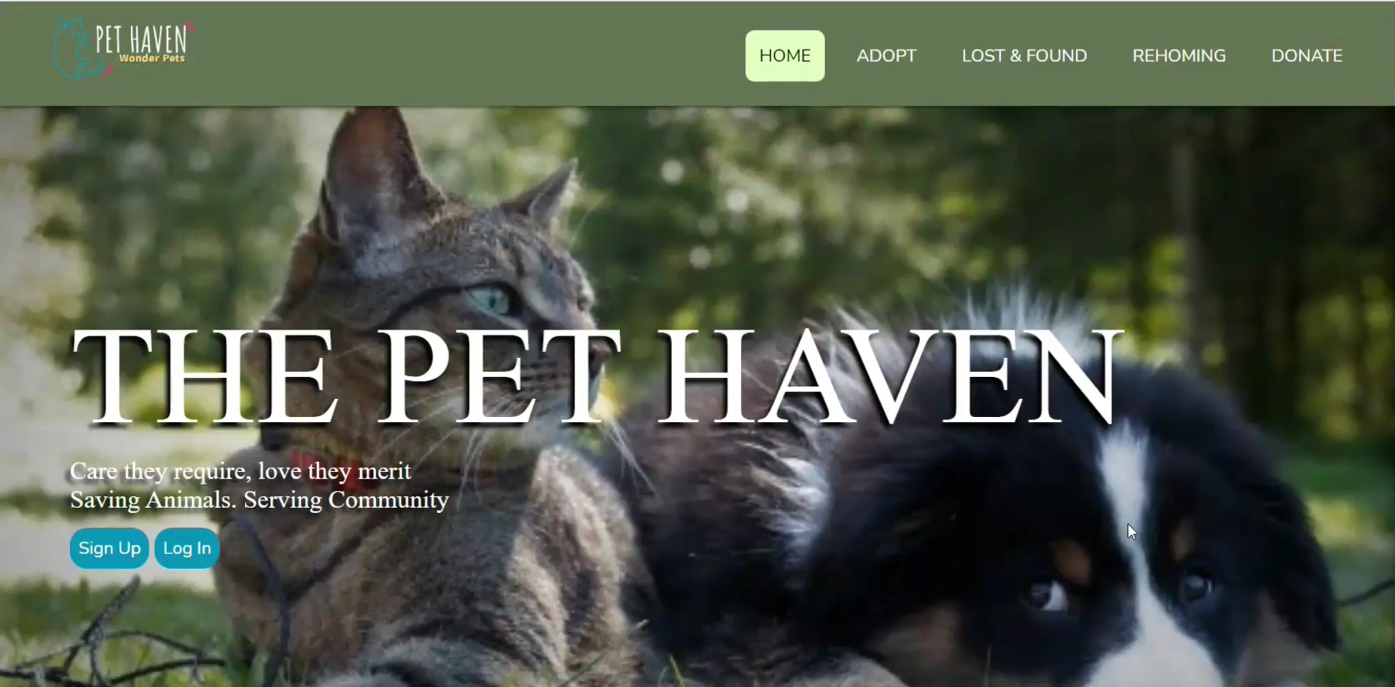 PET HAVEN
Wonder Pets
HOME ADOPT LOST & FOUND REHOMING DONATE
THE PET HAVEN
Care they require, love they merit
Saving Animals. Serving Community
Sign Up Log In